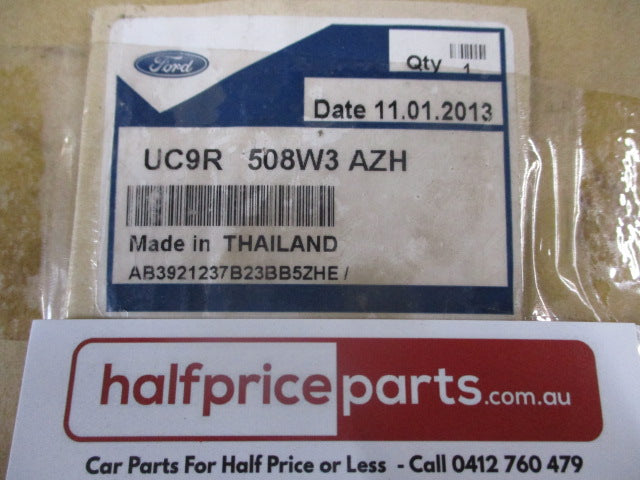 Ford
Qty 1
Date 11.01.2013
UC9R 508W3 AZH
Made in THAILAND
AB3921237B23BB5ZHE /
halfpriceparts.com.au
Car Parts For Half Price or Less - Call 0412 760 479